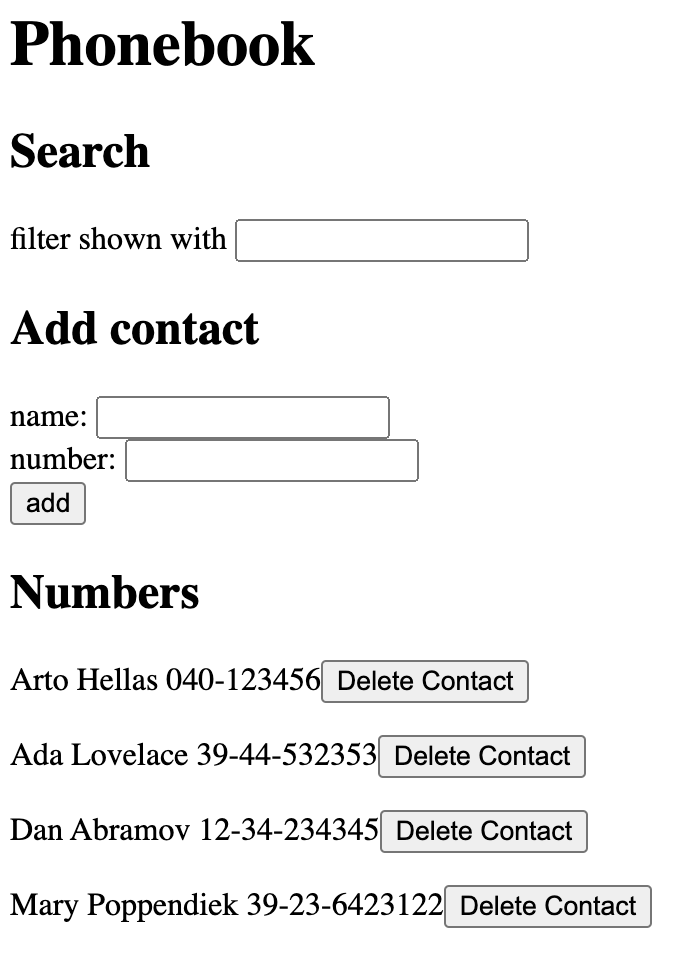 Phonebook
Search
filter shown with
Add contact
name:
number:
add
Numbers
Arto Hellas 040-123456 Delete Contact
Ada Lovelace 39-44-532353 Delete Contact
Dan Abramov 12-34-234345 Delete Contact
Mary Poppendiek 39-23-6423122 Delete Contact